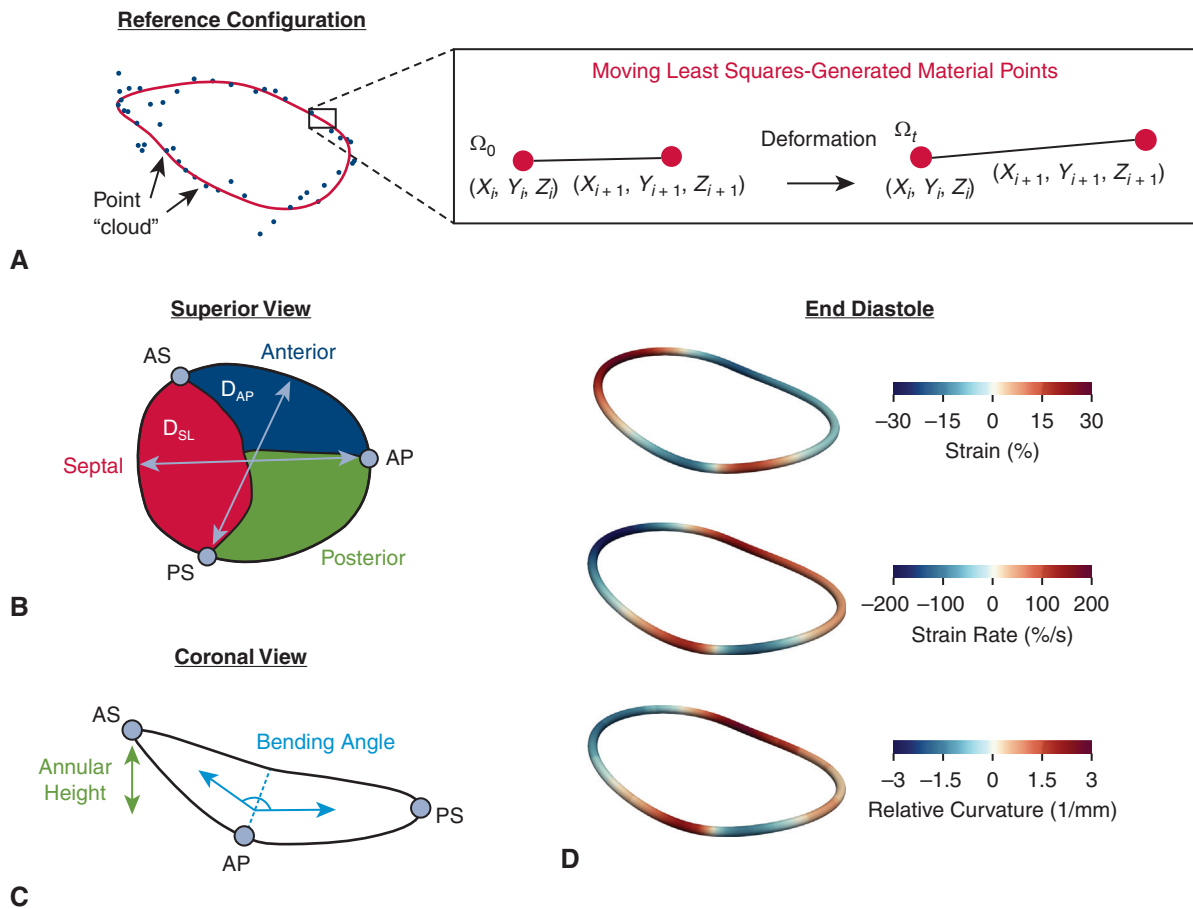 Reference Configuration
Moving Least Squares-Generated Material Points
Ω0
(Xi, Yi, Zi)
(Xi + 1, Yi + 1, Zi + 1)
Deformation
Ωt
(Xi, Yi, Zi)
(Xi + 1, Yi + 1, Zi + 1)
Point
“cloud”
A
Superior View
AS
Anterior
DAP
DSL
Septal
AP
Posterior
PS
B
Coronal View
AS
Bending Angle
Annular
Height
PS
AP
C
End Diastole
–30 –15 0 15 30
Strain (%)
–200 –100 0 100 200
Strain Rate (%/s)
–3 –1.5 0 1.5 3
Relative Curvature (1/mm)
D